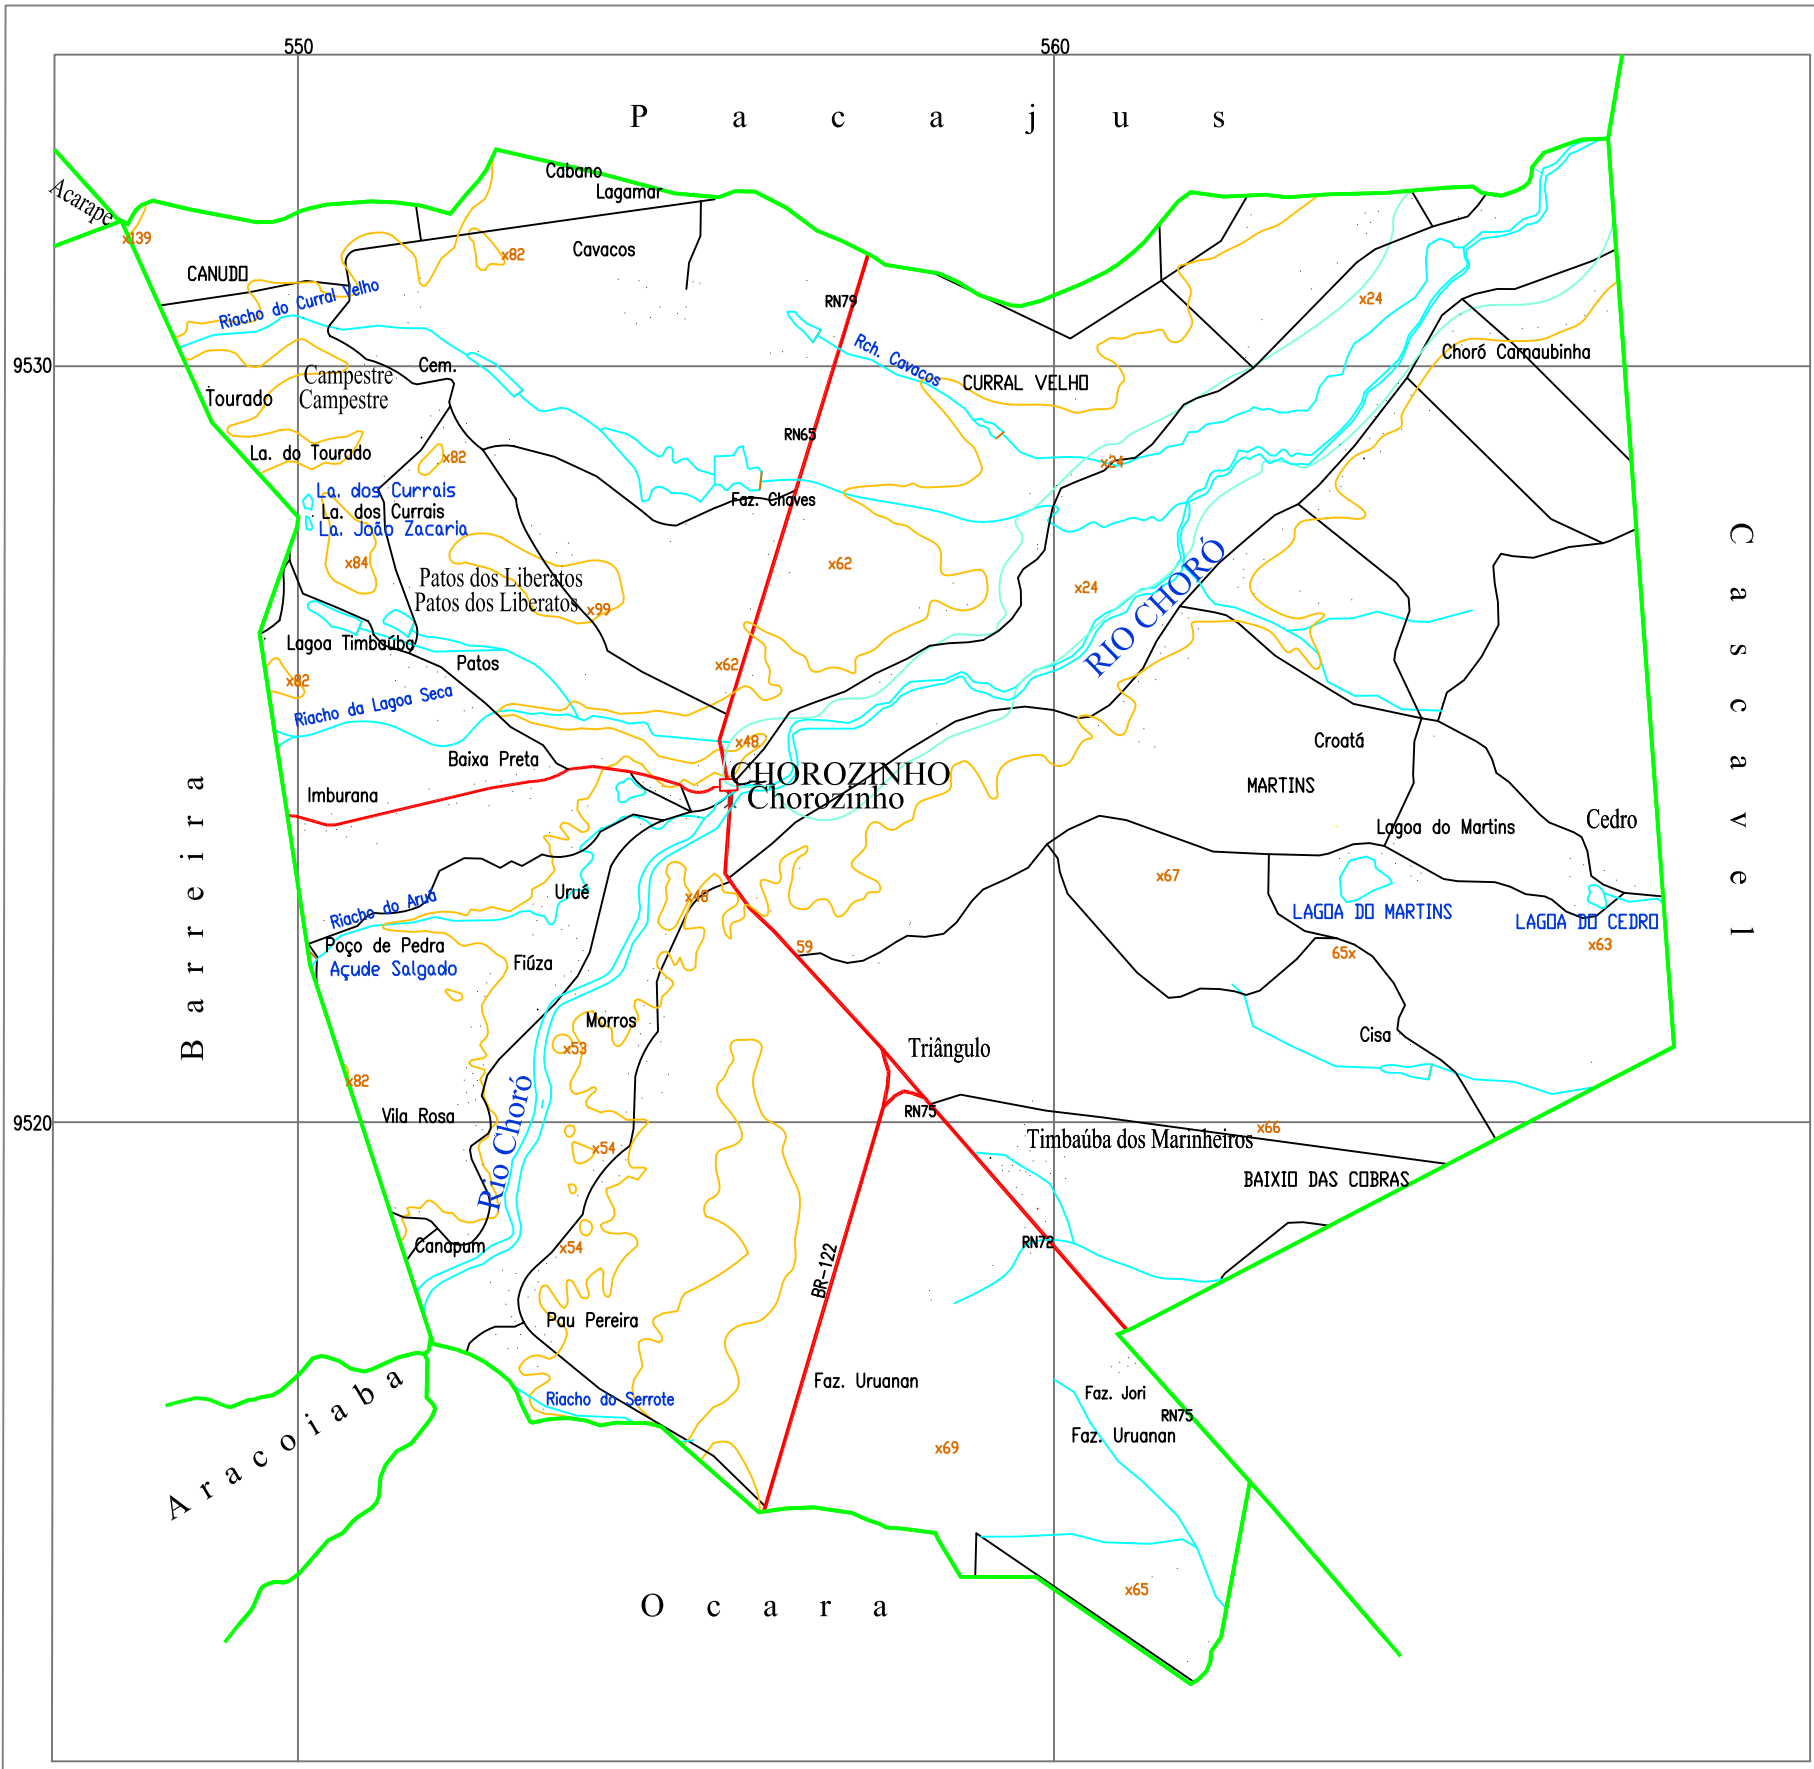 550
560
P a c a j u s
Acarape
x139
Cabano
Lagamar
Cavacos
x82
CANUDO
Riacho do Curral Velho
RN79
x24
Rch. Cavacos
9530
Cem.
Campestre
Campestre
Tourado
CURRAL VELHO
Choró Carnaubinha
La. do Tourado
x82
RN65
x24
La. dos Currais
La. dos Currais
La. João Zacaria
Faz. Chaves
x84
x62
x24
Patos dos Liberatos
Patos dos Liberatos
x99
RIO CHORÓ
C a s c a v e l
Lagoa Timbaúba
Patos
x62
x82
Riacho da Lagoa Seca
x48
Croatá
Baixa Preta
CHOROZINHO
Chorozinho
Imburana
MARTINS
Lagoa do Martins
Cedro
B a r r e i r a
Urué
x48
x67
Riacho do Aruá
LAGOA DO MARTINS
LAGOA DO CEDRO
Poço de Pedra
Açude Salgado
Fiúza
59
65x
x63
Morros
x53
Triângulo
Cisa
x82
Vila Rosa
Rio Choró
RN75
9520
x54
Timbaúba dos Marinheiros
x66
BAIXIO DAS COBRAS
Canapum
x54
BR-122
RN72
Pau Pereira
Faz. Uruanan
Faz. Jori
Riacho do Serrote
RN75
Faz. Uruanan
A r a c o i a b a
x69
x65
O c a r a